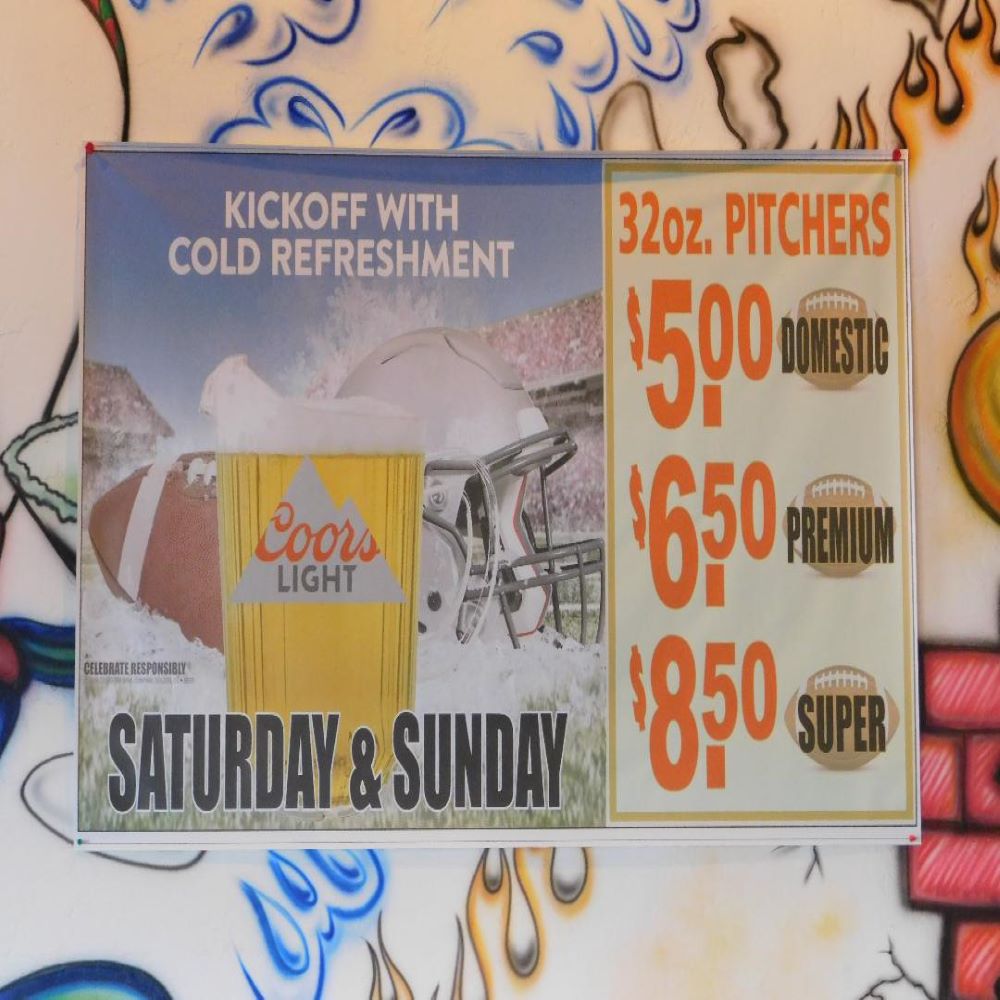 KICKOFF WITH
COLD REFRESHMENT
Coors
LIGHT
CELEBRATE RESPONSIBLY
SATURDAY & SUNDAY
32oz. PITCHERS
$5.00 DOMESTIC
$6.50 PREMIUM
$8.50 SUPER